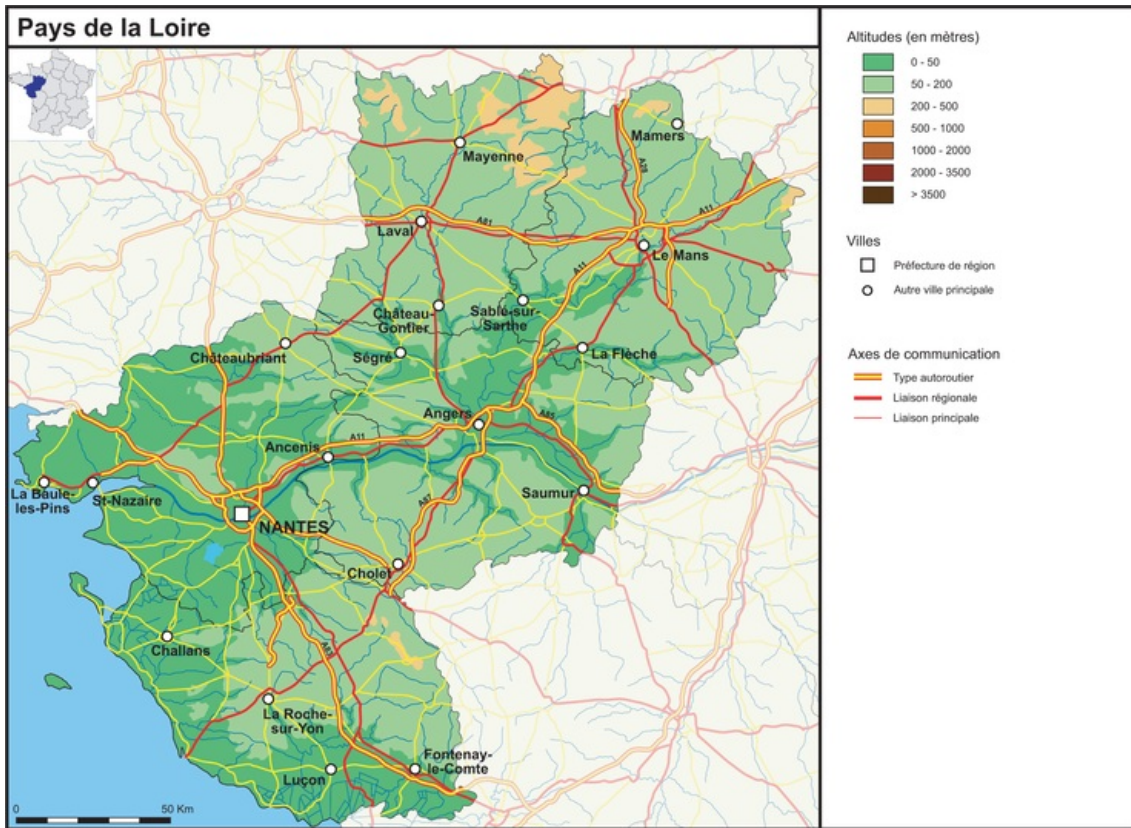 Pays de la Loire
Altitudes (en mètres)
0 - 50
50 - 200
200 - 500
500 - 1000
1000 - 2000
2000 - 3500
> 3500
Villes
Préfecture de région
Autre ville principale
Axes de communication
Type autoroutier
Liaison régionale
Liaison principale
Mamers
Mayenne
A28
A11
Laval
A81
Le Mans
A11
Château-
Gontier
Sablé-sur-
Sarthe
Châteaubriant
Ségré
La Flèche
Angers
A85
Ancenis
A11
La Baule-
les-Pins
St-Nazaire
Saumur
A87
NANTES
Cholet
Challans
A83
La Roche-
sur-Yon
Fontenay-
le-Comte
Luçon
0
50 Km